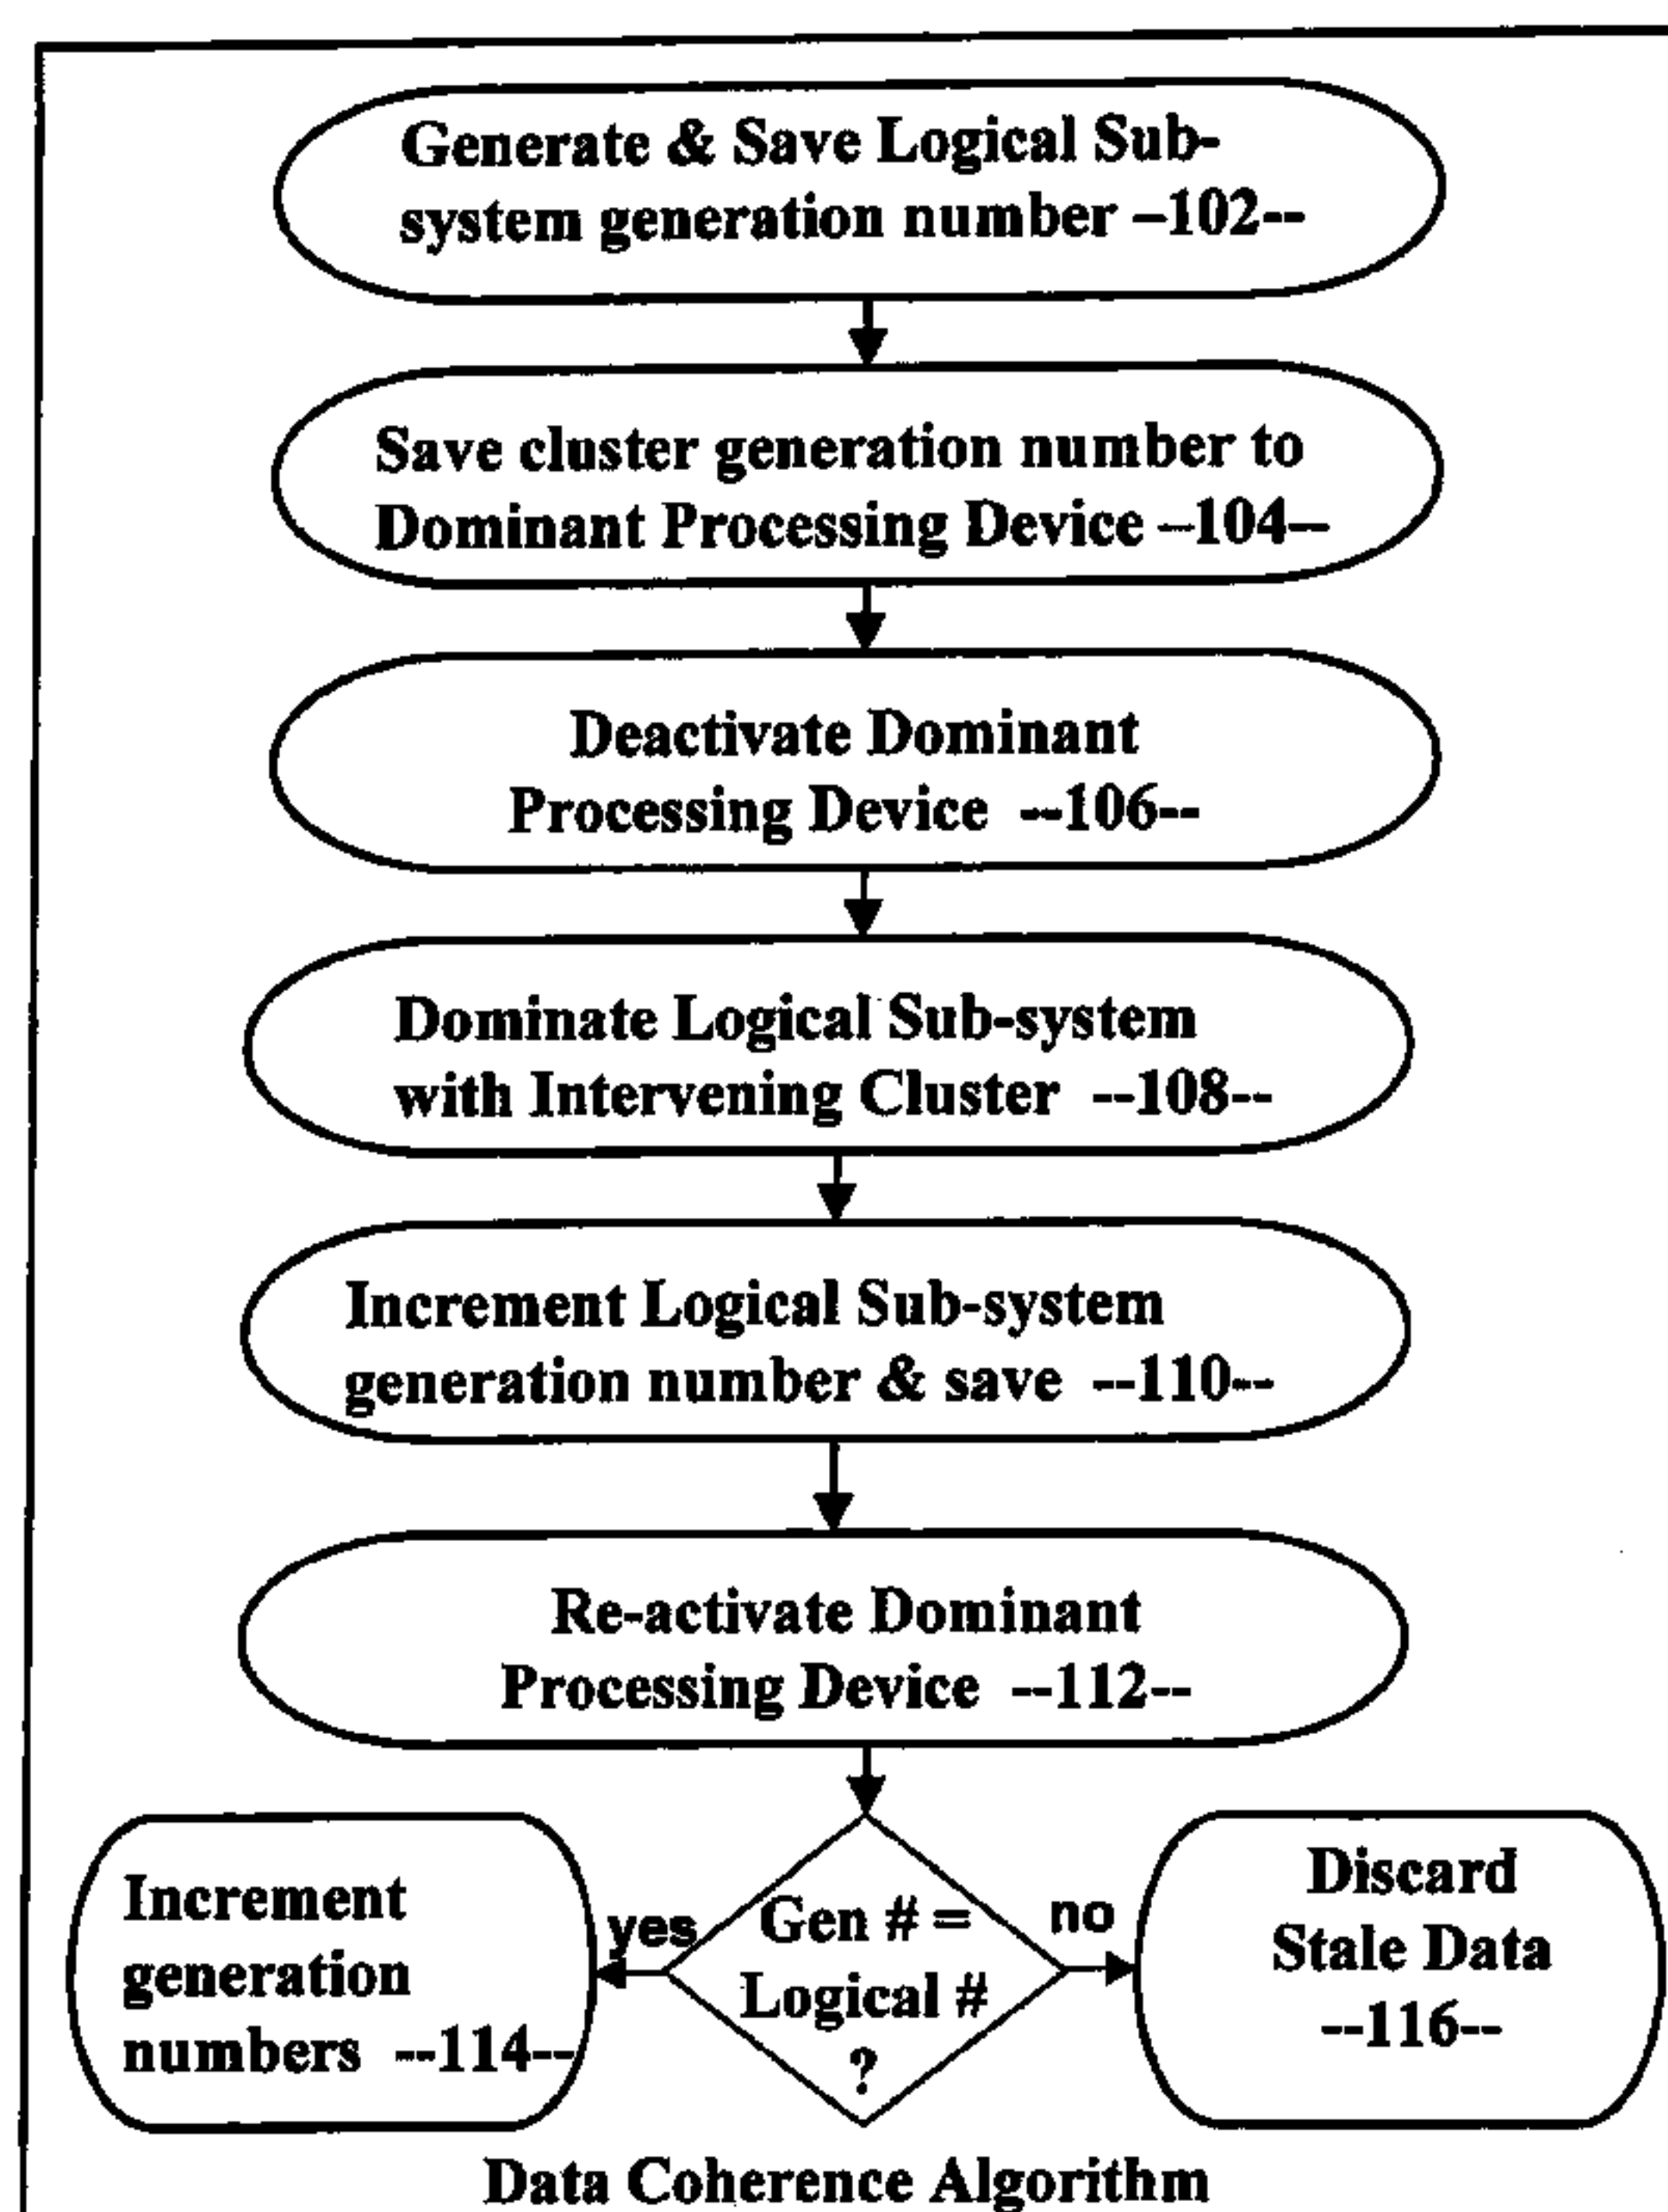 Generate & Save Logical Sub-
system generation number –102--
Save cluster generation number to
Dominant Processing Device –104--
Deactivate Dominant
Processing Device --106--
Dominate Logical Sub-system
with Intervening Cluster --108--
Increment Logical Sub-system
generation number & save --110--
Re-activate Dominant
Processing Device --112--
Increment
generation
numbers --114--
yes
Gen # =
Logical #
?
no
Discard
Stale Data
--116--
Data Coherence Algorithm